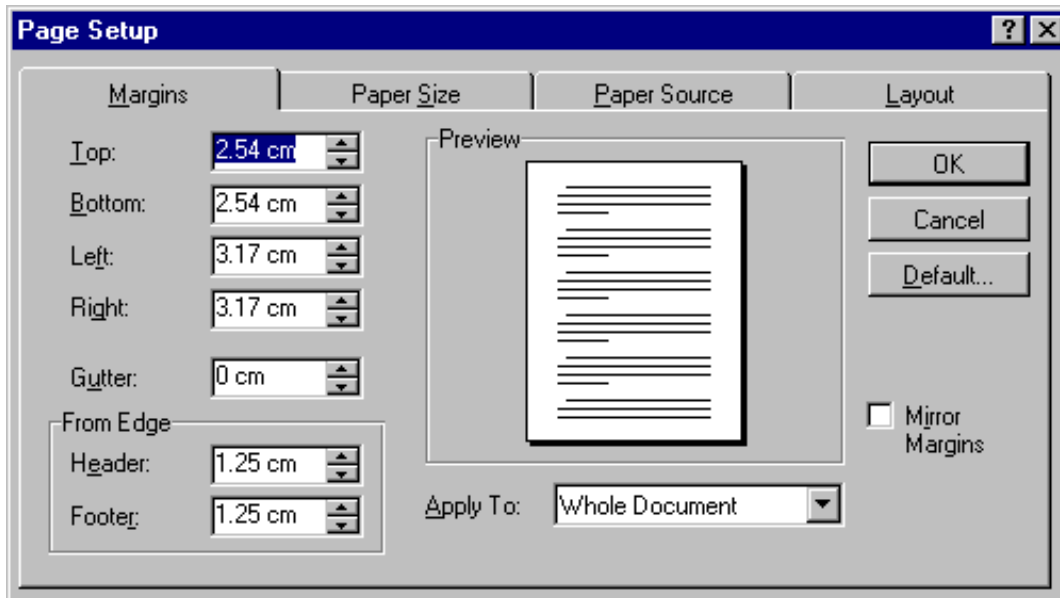 Page Setup
Margins
Paper Size
Paper Source
Layout
Top: 2.54 cm
Bottom: 2.54 cm
Left: 3.17 cm
Right: 3.17 cm
Gutter: 0 cm
From Edge
Header: 1.25 cm
Footer: 1.25 cm
Preview
Apply To: Whole Document
OK
Cancel
Default...
Mirror
Margins